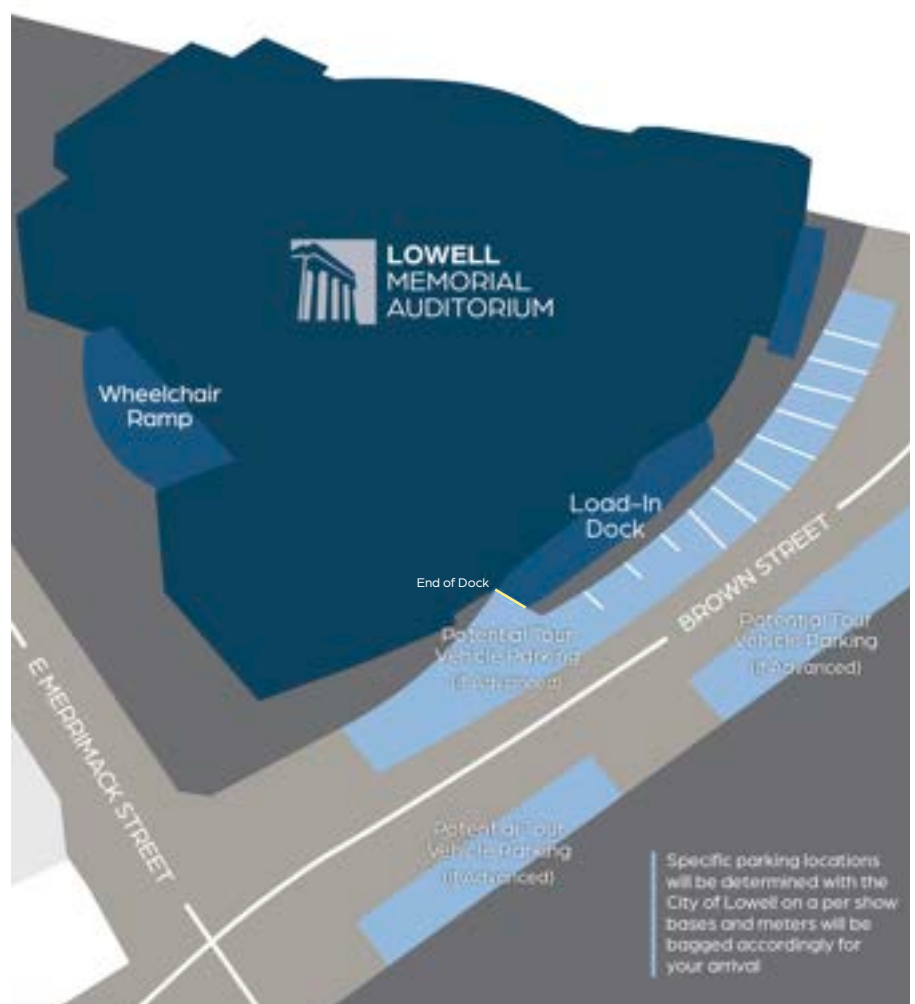 LOWELL
MEMORIAL
AUDITORIUM
Wheelchair
Ramp
Load-In
Dock
End of Dock
Potential Tour
Vehicle Parking
(If Advanced)
BROWN STREET
Potential Tour
Vehicle Parking
(If Advanced)
E MERRIMACK STREET
Potential Tour
Vehicle Parking
(If Advanced)
Specific parking locations
will be determined with the
City of Lowell on a per show
bases and meters will be
bagged accordingly for
your arrival